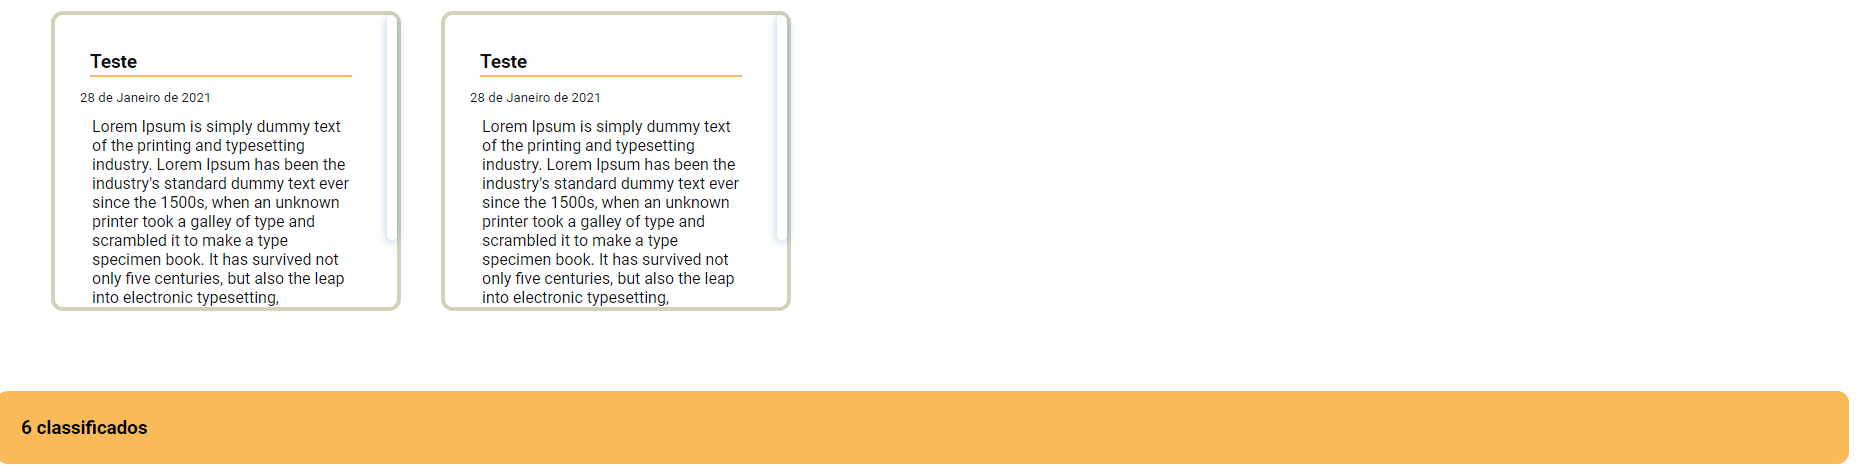 Teste
28 de Janeiro de 2021
Lorem Ipsum is simply dummy text
of the printing and typesetting
industry. Lorem Ipsum has been the
industry's standard dummy text ever
since the 1500s, when an unknown
printer took a galley of type and
scrambled it to make a type
specimen book. It has survived not
only five centuries, but also the leap
into electronic typesetting,
Teste
28 de Janeiro de 2021
Lorem Ipsum is simply dummy text
of the printing and typesetting
industry. Lorem Ipsum has been the
industry's standard dummy text ever
since the 1500s, when an unknown
printer took a galley of type and
scrambled it to make a type
specimen book. It has survived not
only five centuries, but also the leap
into electronic typesetting,
6 classificados